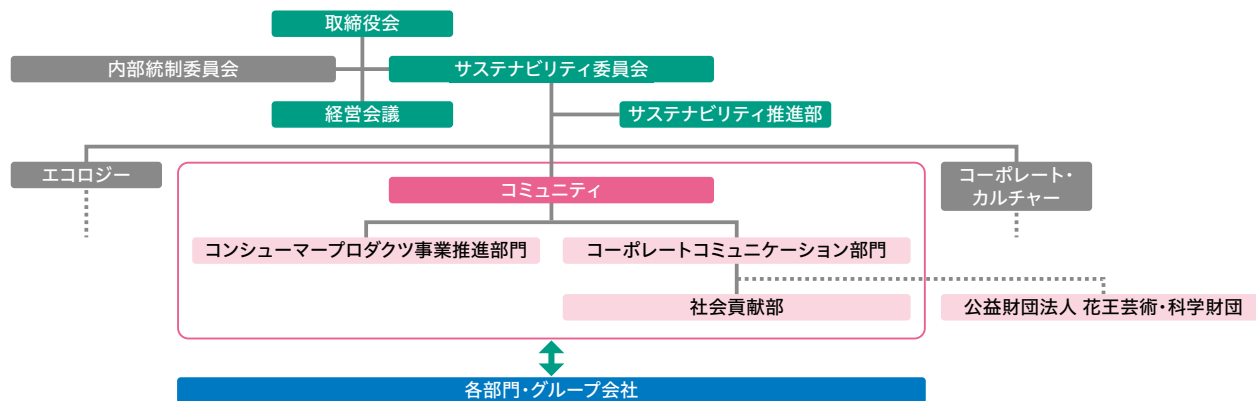 取締役会
内部統制委員会
サステナビリティ委員会
経営会議
サステナビリティ推進部
エコロジー
コミュニティ
コーポレート・
カルチャー
コンシューマープロダクツ事業推進部門
コーポレートコミュニケーション部門
社会貢献部
公益財団法人 花王芸術・科学財団
各部門・グループ会社